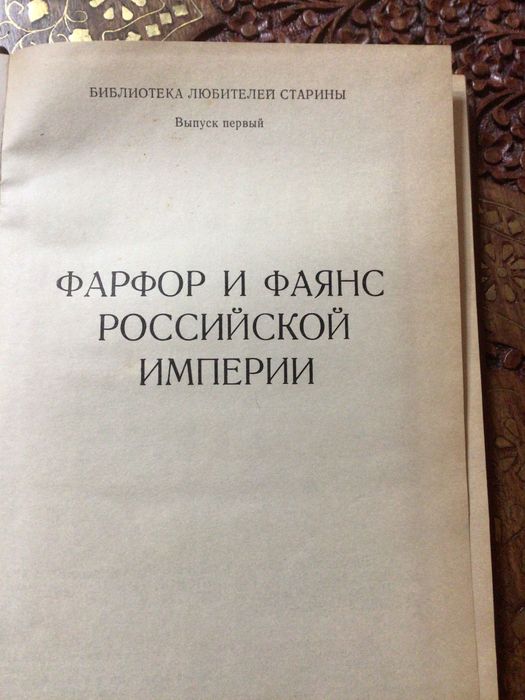 БИБЛИОТЕКА ЛЮБИТЕЛЕЙ СТАРИНЫ
Выпуск первый
ФАРФОР И ФАЯНС
РОССИЙСКОЙ
ИМПЕРИИ